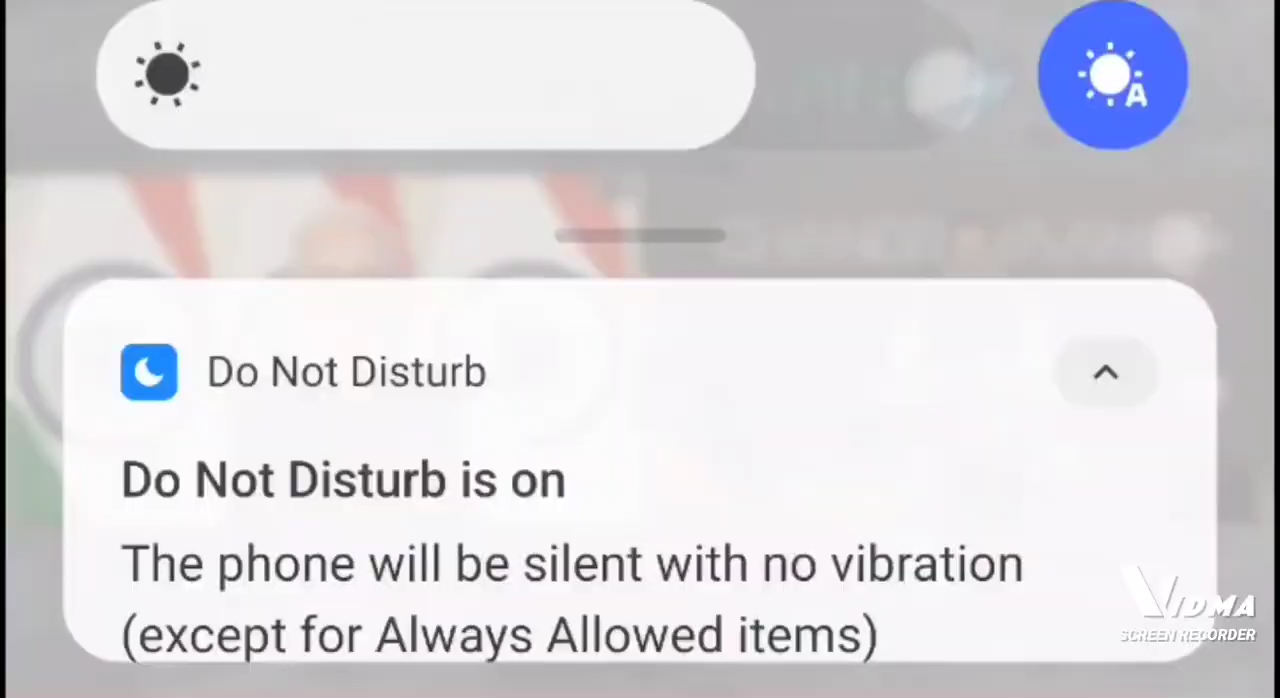 A
Do Not Disturb
Do Not Disturb is on
The phone will be silent with no vibration
(except for Always Allowed items)
VIDMA
SCREEN RECORDER